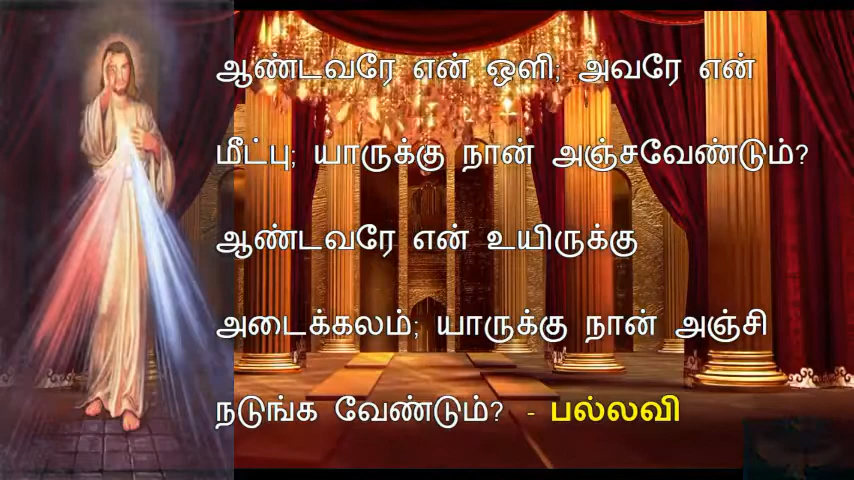 ஆண்டவரே என் ஒளி; அவரே என்
மீட்பு; யாருக்கு நான் அஞ்சவேண்டும்?
ஆண்டவரே என் உயிருக்கு
அடைக்கலம்; யாருக்கு நான் அஞ்சி
நடுங்க வேண்டும்? - பல்லவி